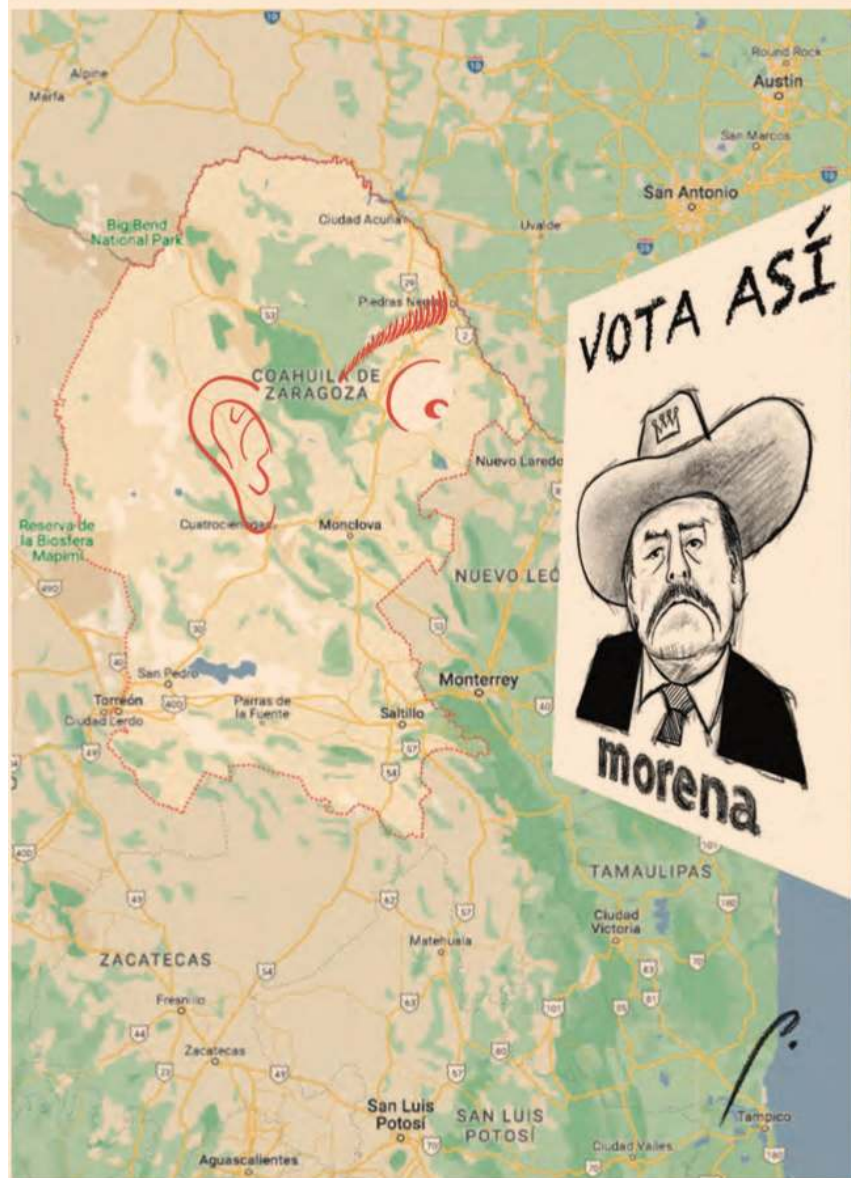 Round Rock
Alpine
Austin
Marfa
San Marcos
San Antonio
Ciudad Acuña
Uvalde
Big Bend
National Park
VOTA ASÍ
COAHUILA DE
ZARAGOZA
Nuevo Laredo
Cuatrociénegas
Monclova
Reserva de
la Biosfera
Mapimí
NUEVO LEÓ
San Pedro
Monterrey
Torreón
Parras de
la Fuente
Saltillo
Ciudad Lerdo
morena
TAMAULIPAS
Ciudad
Victoria
Matehuala
ZACATECAS
Fresnillo
Zacatecas
San Luis
Potosí
SAN LUIS
POTOSÍ
Tampico
Ciudad Valles
Aguascalientes